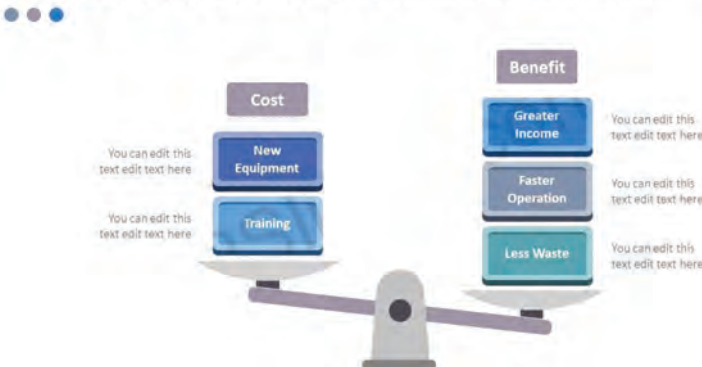 Cost
New
Equipment
You can edit this
text edit text here
Training
You can edit this
text edit text here
Benefit
Greater
Income
You can edit this
text edit text here
Faster
Operation
You can edit this
text edit text here
Less Waste
You can edit this
text edit text here